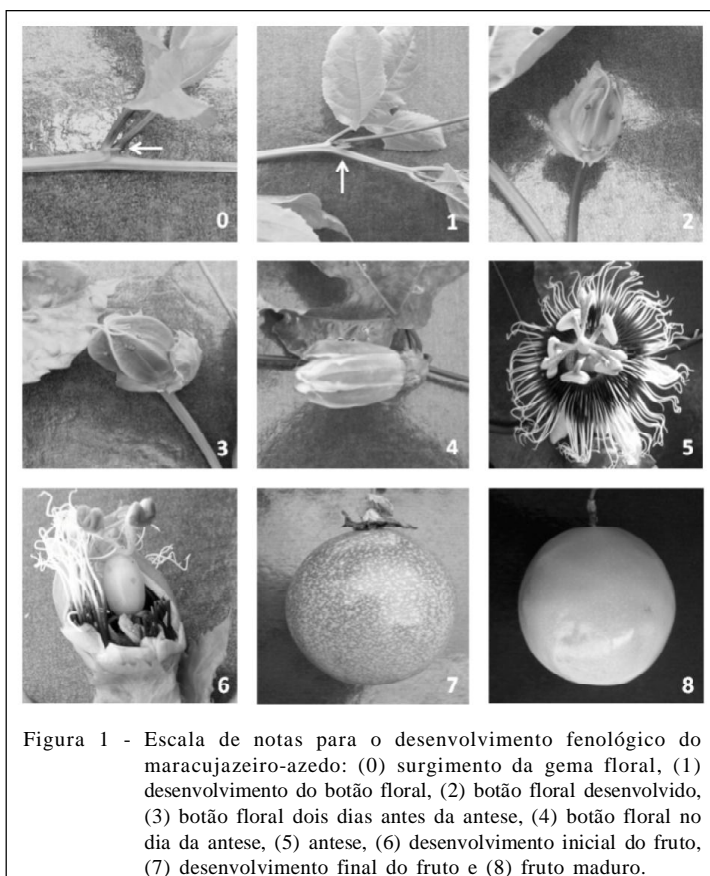 0 1 2
3 4 5
6 7 8
Figura 1 - Escala de notas para o desenvolvimento fenológico do
maracujazeiro-azedo: (0) surgimento da gema floral, (1)
desenvolvimento do botão floral, (2) botão floral desenvolvido,
(3) botão floral dois dias antes da antese, (4) botão floral no
dia da antese, (5) antese, (6) desenvolvimento inicial do fruto,
(7) desenvolvimento final do fruto e (8) fruto maduro.